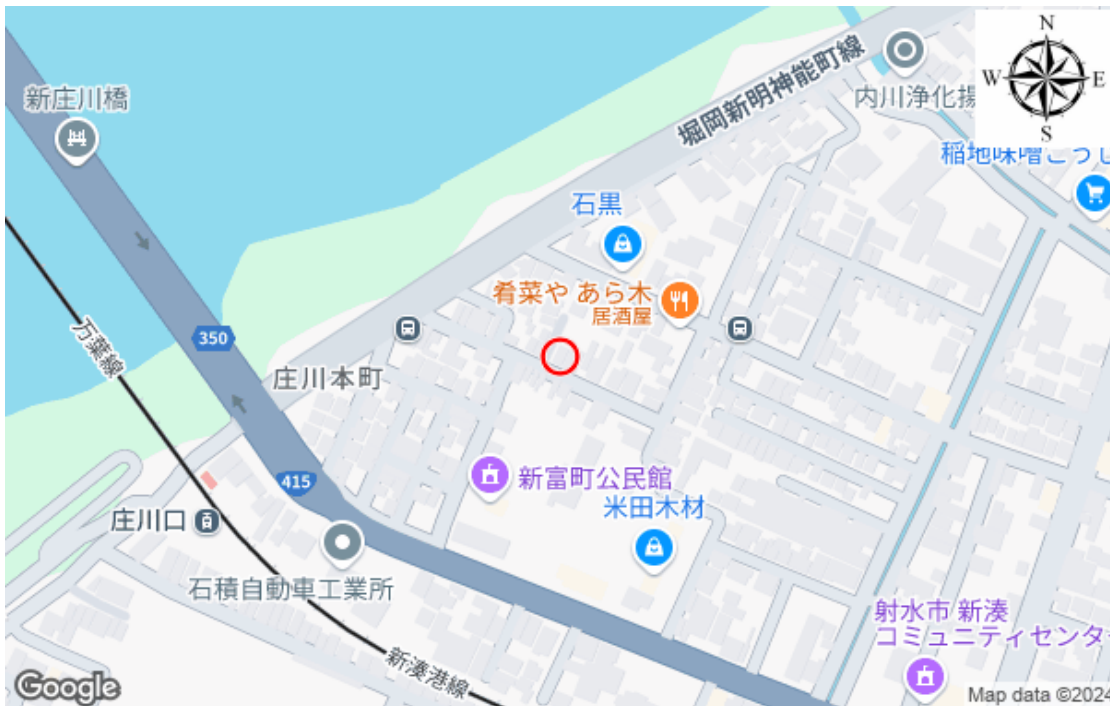 N
W
E
S
新庄川橋
堀岡新明神能町線
内川浄化揚
稲地味噌こうじ
石黒
肴菜や あら木
居酒屋
350
万葉線
庄川本町
415
新富町公民館
米田木材
庄川口
石積自動車工業所
射水市 新湊
コミュニティセンタ
新湊港線
Google
Map data ©2024